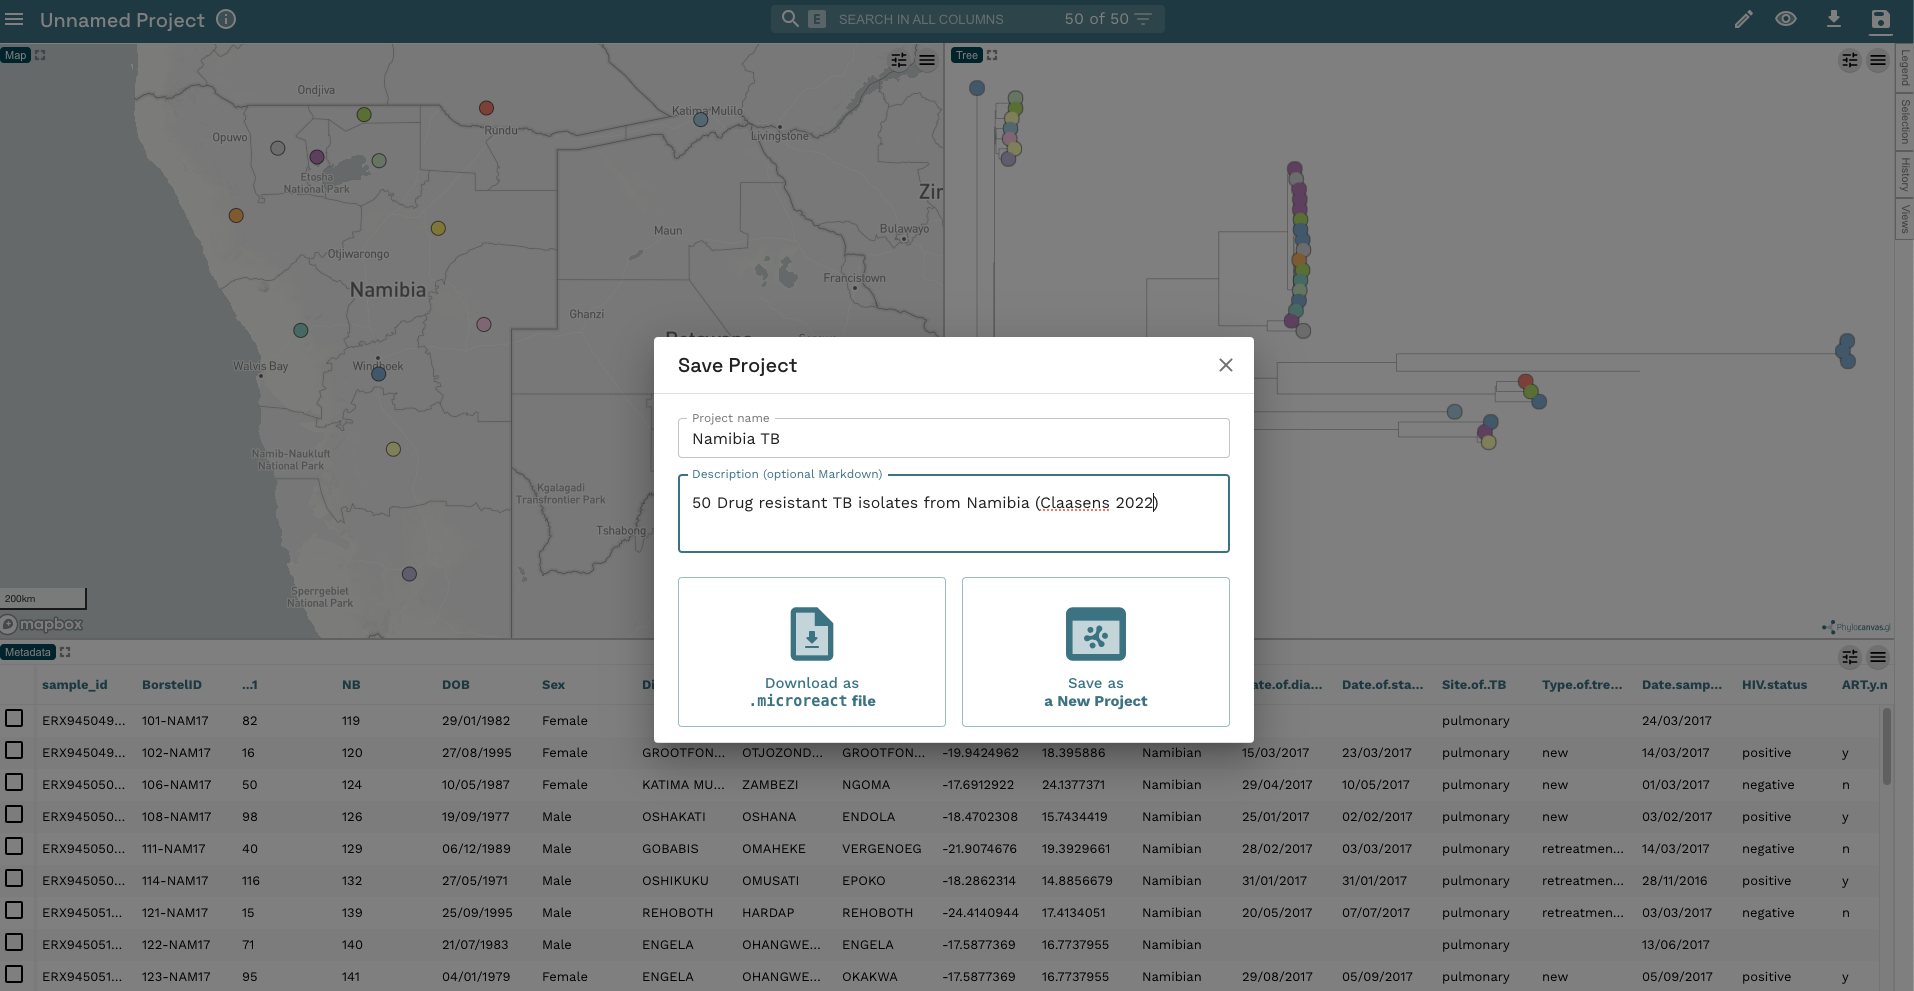 Unnamed Project
E SEARCH IN ALL COLUMNS 50 of 50
Map
Tree
Legend
Selection
History
Views
Ondjiva
Opuwo
Rundu
Katima Mulilo
Livingstone
Etosha
National Park
Zir
Maun
Bulawayo
Otjiwarongo
Francistown
Namibia
Ghanzi
Walvis Bay
Windhoek
Namib-Naukluft
National Park
Kgalagadi
Transfrontier Park
Tshabong
Sperrgebiet
National Park
200km
mapbox
Phylocanvas.gl
Save Project
Project name
Namibia TB
Description (optional Markdown)
50 Drug resistant TB isolates from Namibia (Claasens 2022)
Download as
.microreact file
Save as
a New Project
Metadata
sample_id BorstelID ...1 NB DOB Sex Di ate.of.dia... Date.of.sta... Site.of..TB Type.of.tre... Date.samp... HIV.status ART.y.n
ERX945049... 101-NAM17 82 119 29/01/1982 Female pulmonary 24/03/2017
ERX945049... 102-NAM17 16 120 27/08/1995 Female GROOTFON... OTJOZOND... GROOTFON... -19.9424962 18.395886 Namibian 15/03/2017 23/03/2017 pulmonary new 14/03/2017 positive y
ERX945050... 106-NAM17 50 124 10/05/1987 Female KATIMA MU... ZAMBEZI NGOMA -17.6912922 24.1377371 Namibian 29/04/2017 10/05/2017 pulmonary new 01/03/2017 negative n
ERX945050... 108-NAM17 98 126 19/09/1977 Male OSHAKATI OSHANA ENDOLA -18.4702308 15.7434419 Namibian 25/01/2017 02/02/2017 pulmonary new 03/02/2017 positive y
ERX945050... 111-NAM17 40 129 06/12/1989 Male GOBABIS OMAHEKE VERGENOEG -21.9074676 19.3929661 Namibian 28/02/2017 03/03/2017 pulmonary retreatmen... 14/03/2017 negative n
ERX945050... 114-NAM17 116 132 27/05/1971 Male OSHIKUKU OMUSATI EPOKO -18.2862314 14.8856679 Namibian 31/01/2017 31/01/2017 pulmonary retreatmen... 28/11/2016 positive y
ERX945051... 121-NAM17 15 139 25/09/1995 Male REHOBOTH HARDAP REHOBOTH -24.4140944 17.4134051 Namibian 20/05/2017 07/07/2017 pulmonary retreatmen... 03/03/2017 negative n
ERX945051... 122-NAM17 71 140 21/07/1983 Male ENGELA OHANGWE... ENGELA -17.5877369 16.7737955 Namibian pulmonary 13/06/2017
ERX945051... 123-NAM17 95 141 04/01/1979 Female ENGELA OHANGWE... OKAKWA -17.5877369 16.7737955 Namibian 29/08/2017 05/09/2017 pulmonary new 05/09/2017 positive y